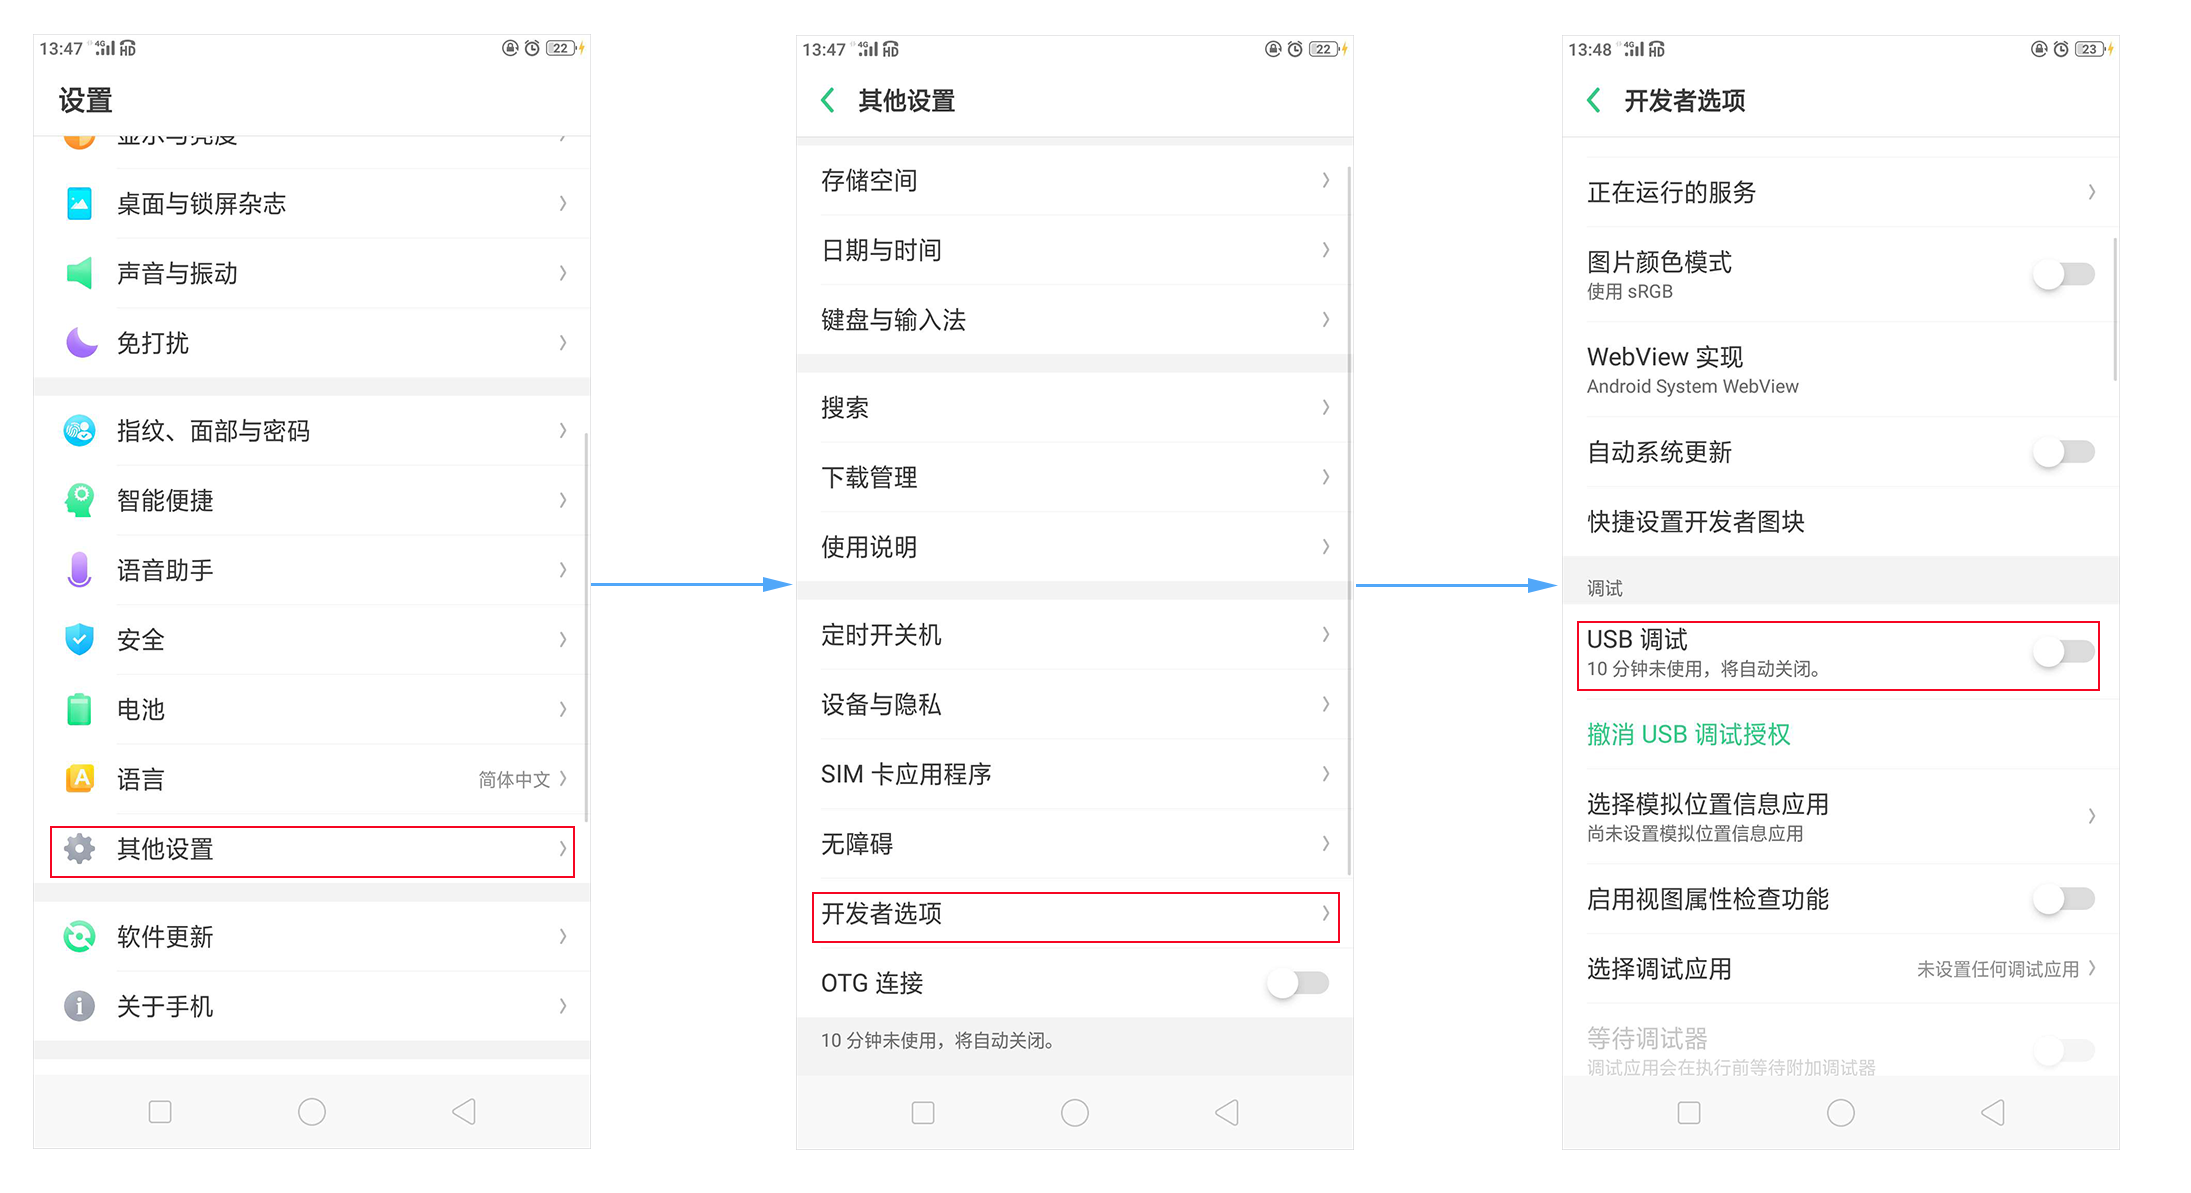 13:47 4G HD 22
设置
显示与亮度
桌面与锁屏杂志
声音与振动
免打扰
指纹、面部与密码
智能便捷
语音助手
安全
电池
语言 简体中文
其他设置
软件更新
关于手机
13:47 4G HD 22
其他设置
存储空间
日期与时间
键盘与输入法
搜索
下载管理
使用说明
定时开关机
设备与隐私
SIM 卡应用程序
无障碍
开发者选项
OTG 连接
10 分钟未使用，将自动关闭。
13:48 4G HD 23
开发者选项
正在运行的服务
图片颜色模式
使用 sRGB
WebView 实现
Android System WebView
自动系统更新
快捷设置开发者图块
调试
USB 调试
10 分钟未使用，将自动关闭。
撤消 USB 调试授权
选择模拟位置信息应用
尚未设置模拟位置信息应用
启用视图属性检查功能
选择调试应用 未设置任何调试应用
等待调试器
调试应用会在执行前等待附加调试器